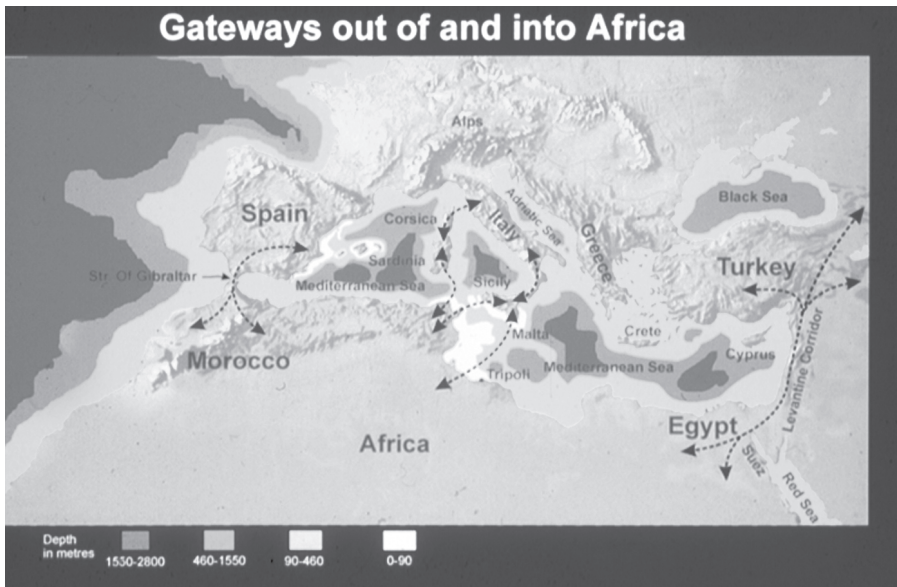 Gateways out of and into Africa
Alps
Black Sea
Adriatic Sea
Corsica
Spain
Italy
Greece
Sardinia
Turkey
Str. Of Gibraltar
Sicily
Mediterranean Sea
Malta
Crete
Cyprus
Morocco
Mediterranean Sea
Tripoli
Levantine Corridor
Egypt
Africa
Suez
Red Sea
Depth
in metres
1550-2800
460-1550
90-460
0-90